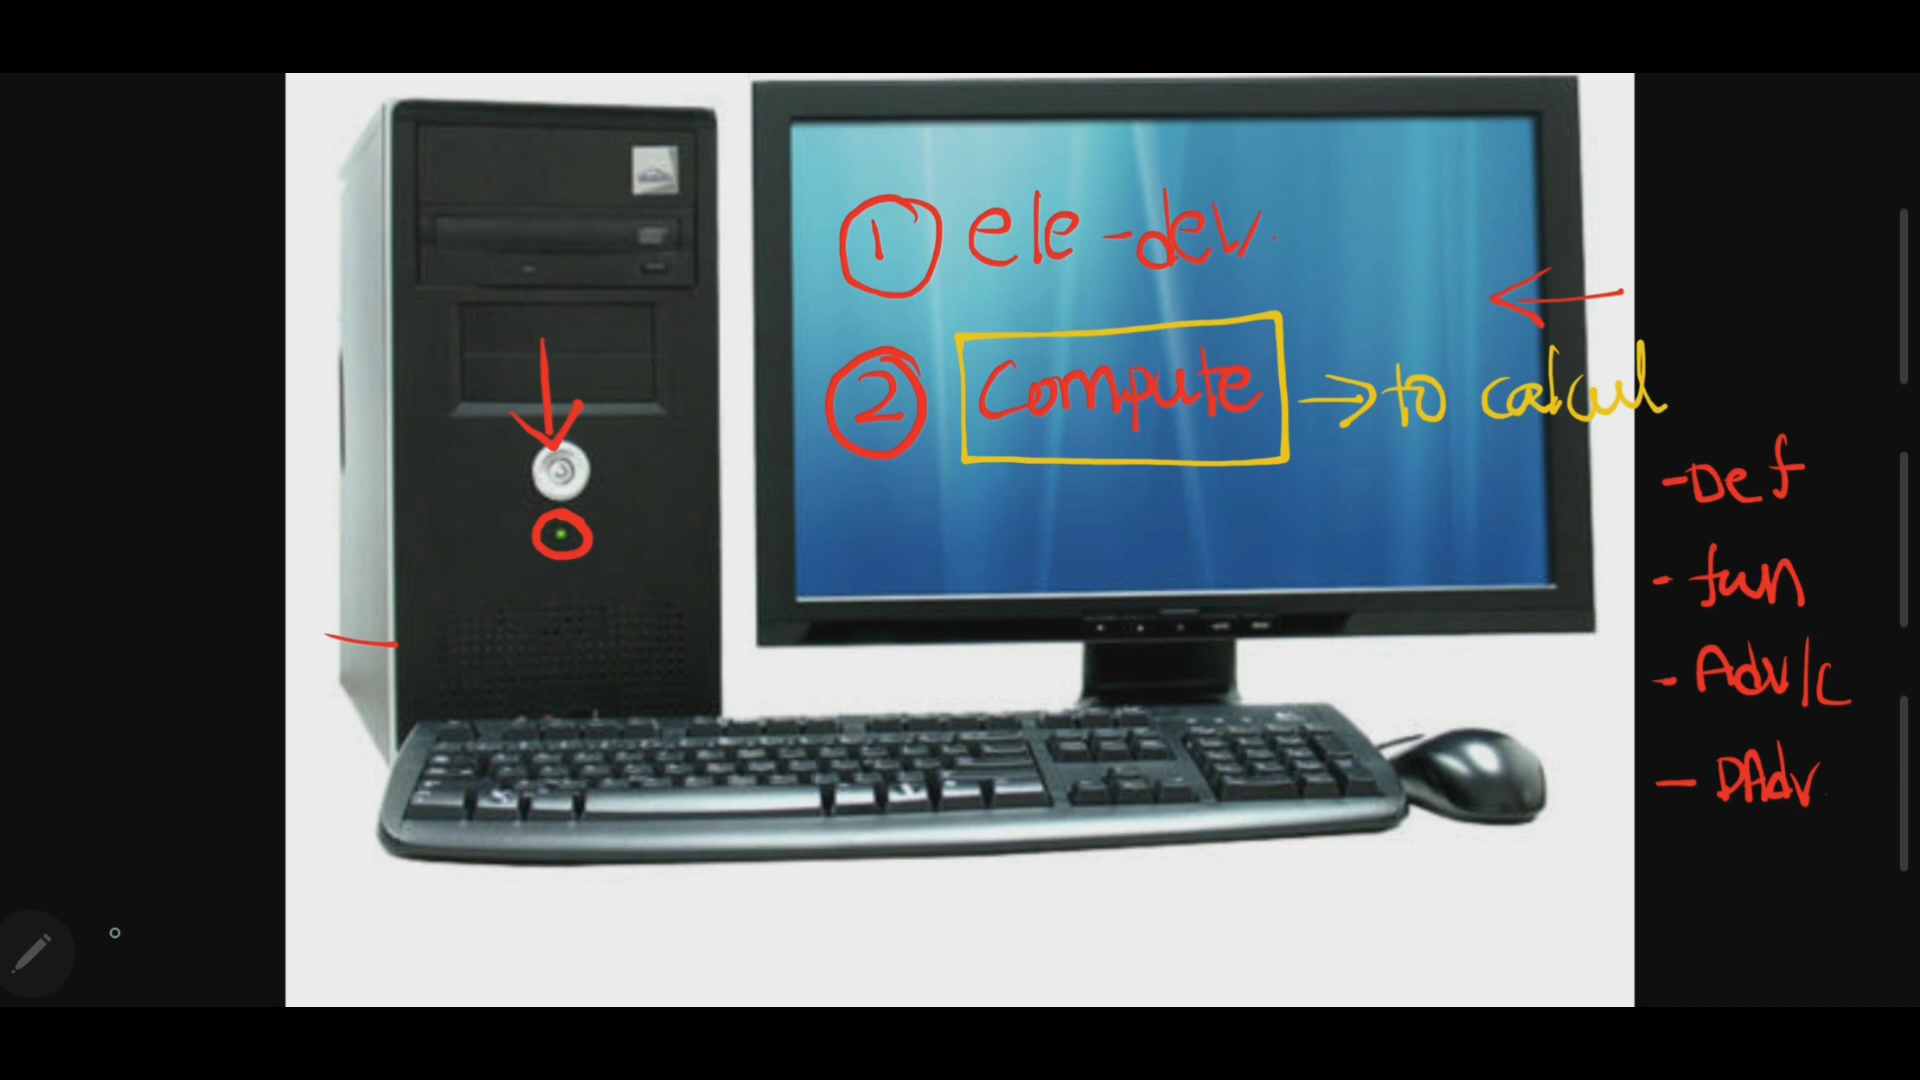 1 ele-dev.
2 Compute → to calcul
- Def
- fun
- Adv/c
- DAdv